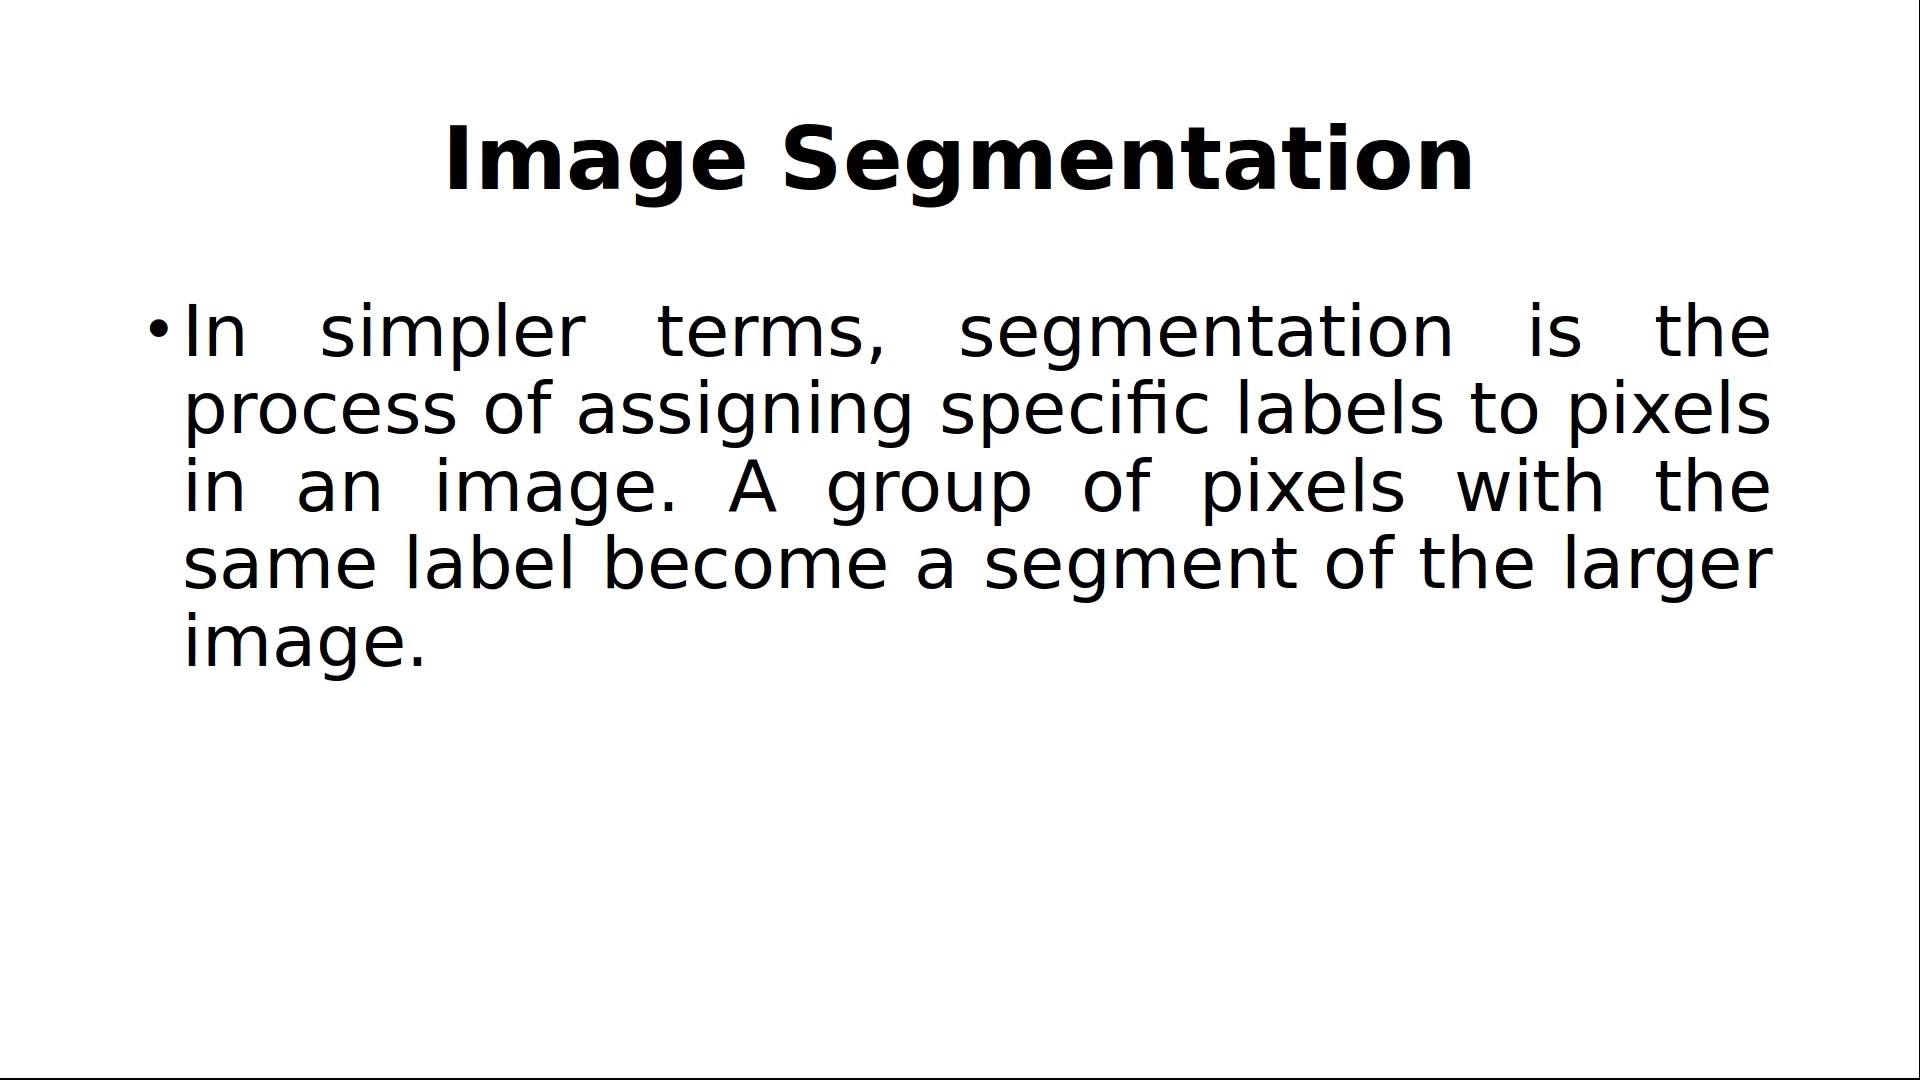 Image Segmentation
• In simpler terms, segmentation is the
process of assigning specific labels to pixels
in an image. A group of pixels with the
same label become a segment of the larger
image.